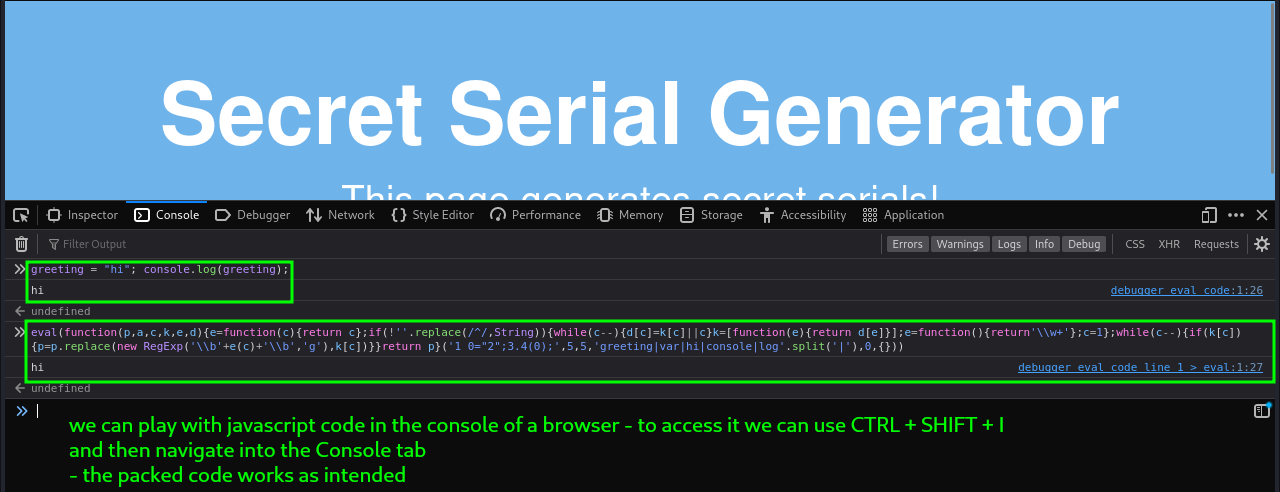 Secret Serial Generator
This page generates secret serials!
Inspector Console Debugger Network Style Editor Performance Memory Storage Accessibility Application
Filter Output Errors Warnings Logs Info Debug CSS XHR Requests
greeting = "hi"; console.log(greeting);
hi debugger eval code:1:26
undefined
eval(function(p,a,c,k,e,d){e=function(c){return c};if(!''.replace(/^/,String)){while(c--){d[c]=k[c]||c}k=[function(e){return d[e]}];e=function(){return'\\w+'};c=1};while(c--){if(k[c])
{p=p.replace(new RegExp('\\b'+e(c)+'\\b','g'),k[c])}}return p}('1 0="2";3.4(0);',5,5,'greeting|var|hi|console|log'.split('|'),0,{}))
hi debugger eval code line 1 > eval:1:27
undefined
we can play with javascript code in the console of a browser - to access it we can use CTRL + SHIFT + I
and then navigate into the Console tab
- the packed code works as intended